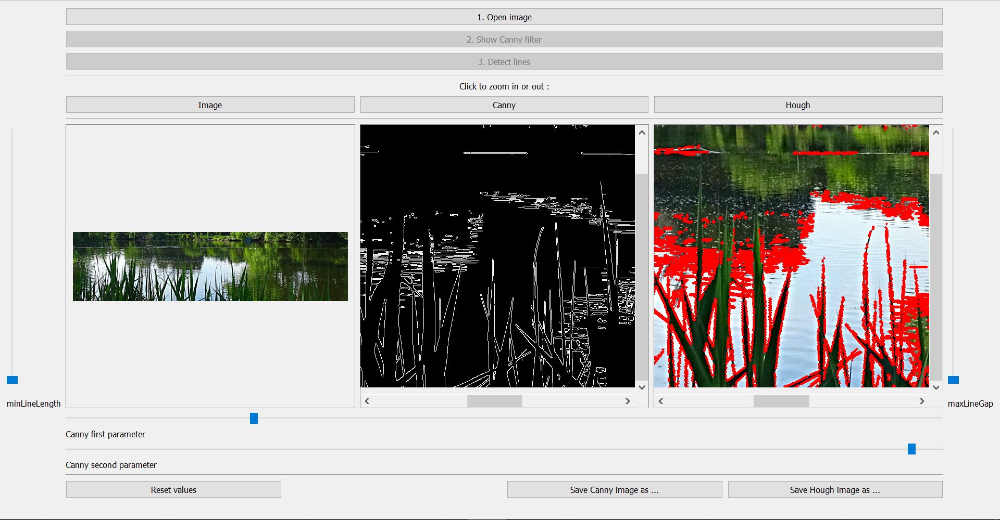 1. Open image
2. Show Canny filter
3. Detect lines
Click to zoom in or out :
Image
Canny
Hough
minLineLength
maxLineGap
Canny first parameter
Canny second parameter
Reset values
Save Canny image as ...
Save Hough image as ...